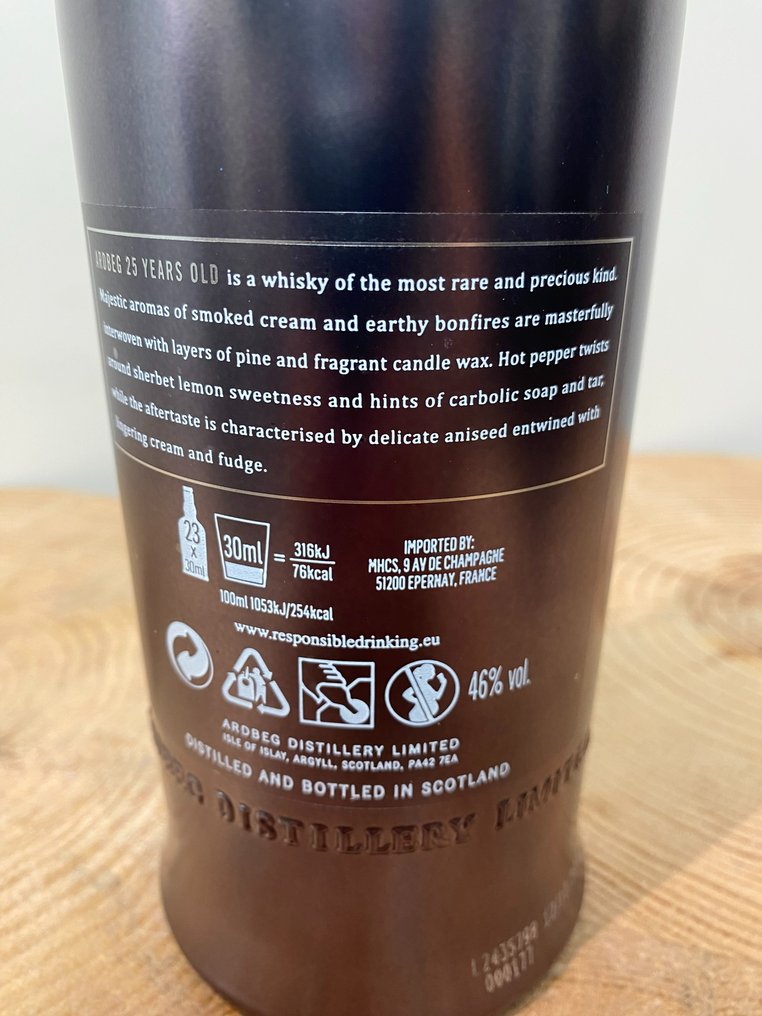 ARDBEG 25 YEARS OLD is a whisky of the most rare and precious kind.
Majestic aromas of smoked cream and earthy bonfires are masterfully
interwoven with layers of pine and fragrant candle wax. Hot pepper twists
around sherbet lemon sweetness and hints of carbolic soap and tar,
while the aftertaste is characterised by delicate aniseed entwined with
lingering cream and fudge.
23
x
30ml
30ml
=
316kJ
76kcal
100ml 1053kJ/254kcal
IMPORTED BY:
MHCS, 9 AV DE CHAMPAGNE
51200 EPERNAY, FRANCE
www.responsibledrinking.eu
46% vol.
ARDBEG DISTILLERY LIMITED
ISLE OF ISLAY, ARGYLL, SCOTLAND, PA42 7EA
DISTILLED AND BOTTLED IN SCOTLAND
DISTILLERY LIMITED
L 2435799
000177